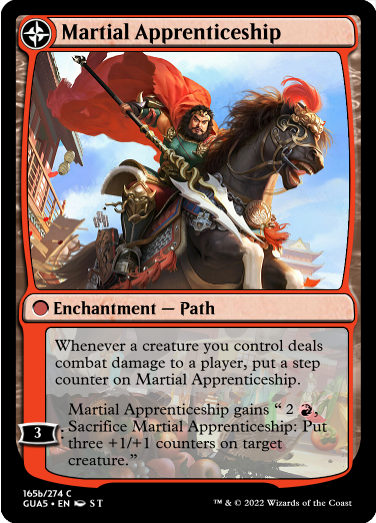 Martial Apprenticeship
Enchantment — Path
Whenever a creature you control deals
combat damage to a player, put a step
counter on Martial Apprenticeship.
Martial Apprenticeship gains “ 2 ,
3 : Sacrifice Martial Apprenticeship: Put
three +1/+1 counters on target
creature.”
165b/274 C
GUA5 • EN S T
™ & © 2022 Wizards of the Coast